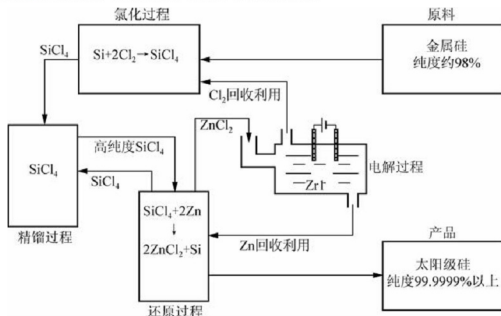 氯化过程
原料
SiCl₄
Si+2Cl₂→SiCl₄
金属硅
纯度约98%
Cl₂回收利用
ZnCl₂
高纯度SiCl₄
SiCl₄
SiCl₄
电解过程
SiCl₄+2Zn
↓
2ZnCl₂+Si
精馏过程
Zn回收利用
产品
太阳级硅
纯度99.9999%以上
还原过程